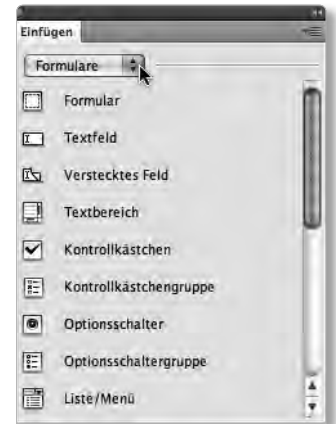 Einfügen
Formulare
Formular
Textfeld
Verstecktes Feld
Textbereich
Kontrollkästchen
Kontrollkästchengruppe
Optionsschalter
Optionsschaltergruppe
Liste/Menü